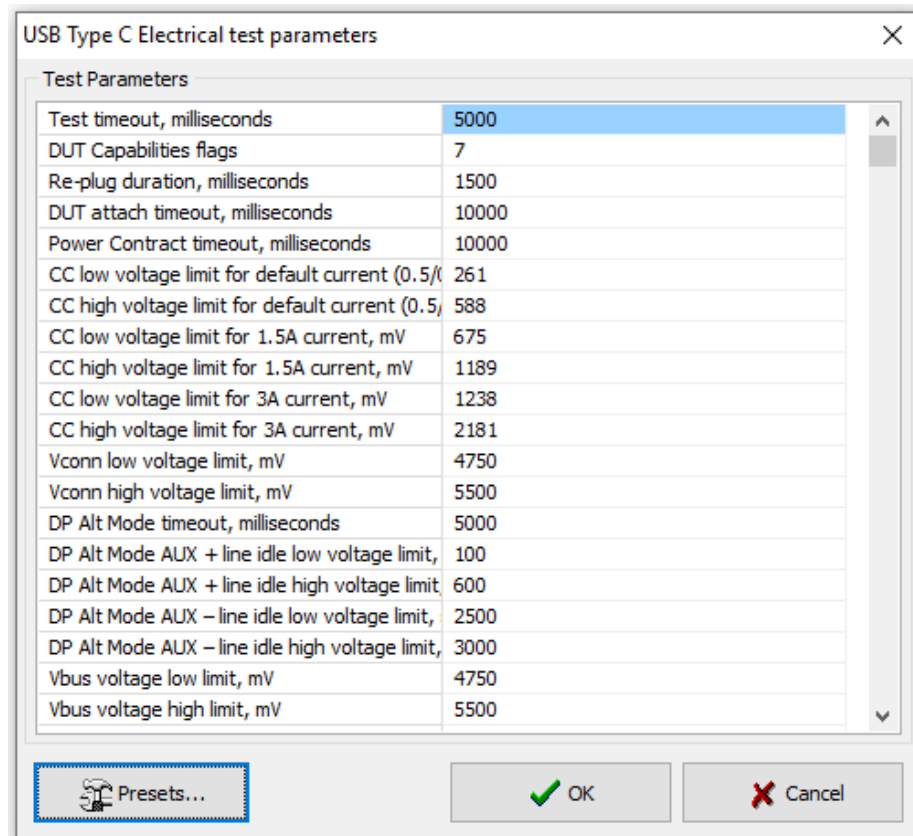 USB Type C Electrical test parameters
Test Parameters
Test timeout, milliseconds 5000
DUT Capabilities flags 7
Re-plug duration, milliseconds 1500
DUT attach timeout, milliseconds 10000
Power Contract timeout, milliseconds 10000
CC low voltage limit for default current (0.5/ 261
CC high voltage limit for default current (0.5/ 588
CC low voltage limit for 1.5A current, mV 675
CC high voltage limit for 1.5A current, mV 1189
CC low voltage limit for 3A current, mV 1238
CC high voltage limit for 3A current, mV 2181
Vconn low voltage limit, mV 4750
Vconn high voltage limit, mV 5500
DP Alt Mode timeout, milliseconds 5000
DP Alt Mode AUX + line idle low voltage limit, 100
DP Alt Mode AUX + line idle high voltage limit, 600
DP Alt Mode AUX – line idle low voltage limit, 2500
DP Alt Mode AUX – line idle high voltage limit, 3000
Vbus voltage low limit, mV 4750
Vbus voltage high limit, mV 5500
Presets... OK Cancel